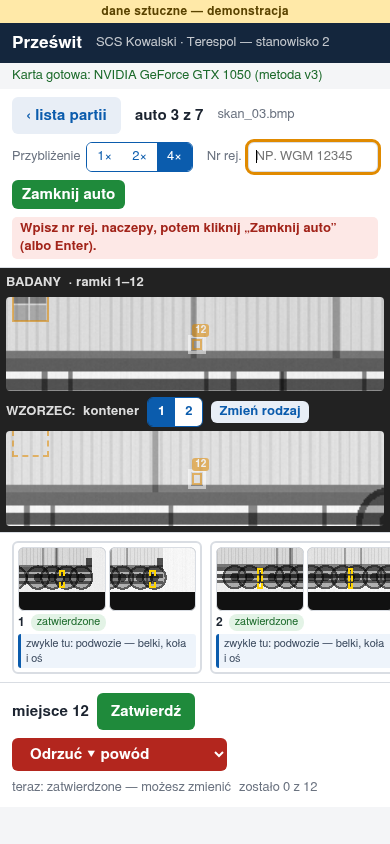 dane sztuczne — demonstracja
Prześwit SCS Kowalski · Terespol — stanowisko 2
Karta gotowa: NVIDIA GeForce GTX 1050 (metoda v3)
‹ lista partii auto 3 z 7 skan_03.bmp
Przybliżenie 1× 2× 4× Nr rej. NP. WGM 12345
Zamknij auto
Wpisz nr rej. naczepy, potem kliknij „Zamknij auto”
(albo Enter).
BADANY · ramki 1–12
12
WZORZEC: kontener 1 2 Zmień rodzaj
12
1 zatwierdzone
zwykle tu: podwozie — belki, koła
i oś
2 zatwierdzone
zwykle tu: podwozie — belki, koła
i oś
miejsce 12 Zatwierdź
Odrzuć ▾ powód
teraz: zatwierdzone — możesz zmienić zostało 0 z 12